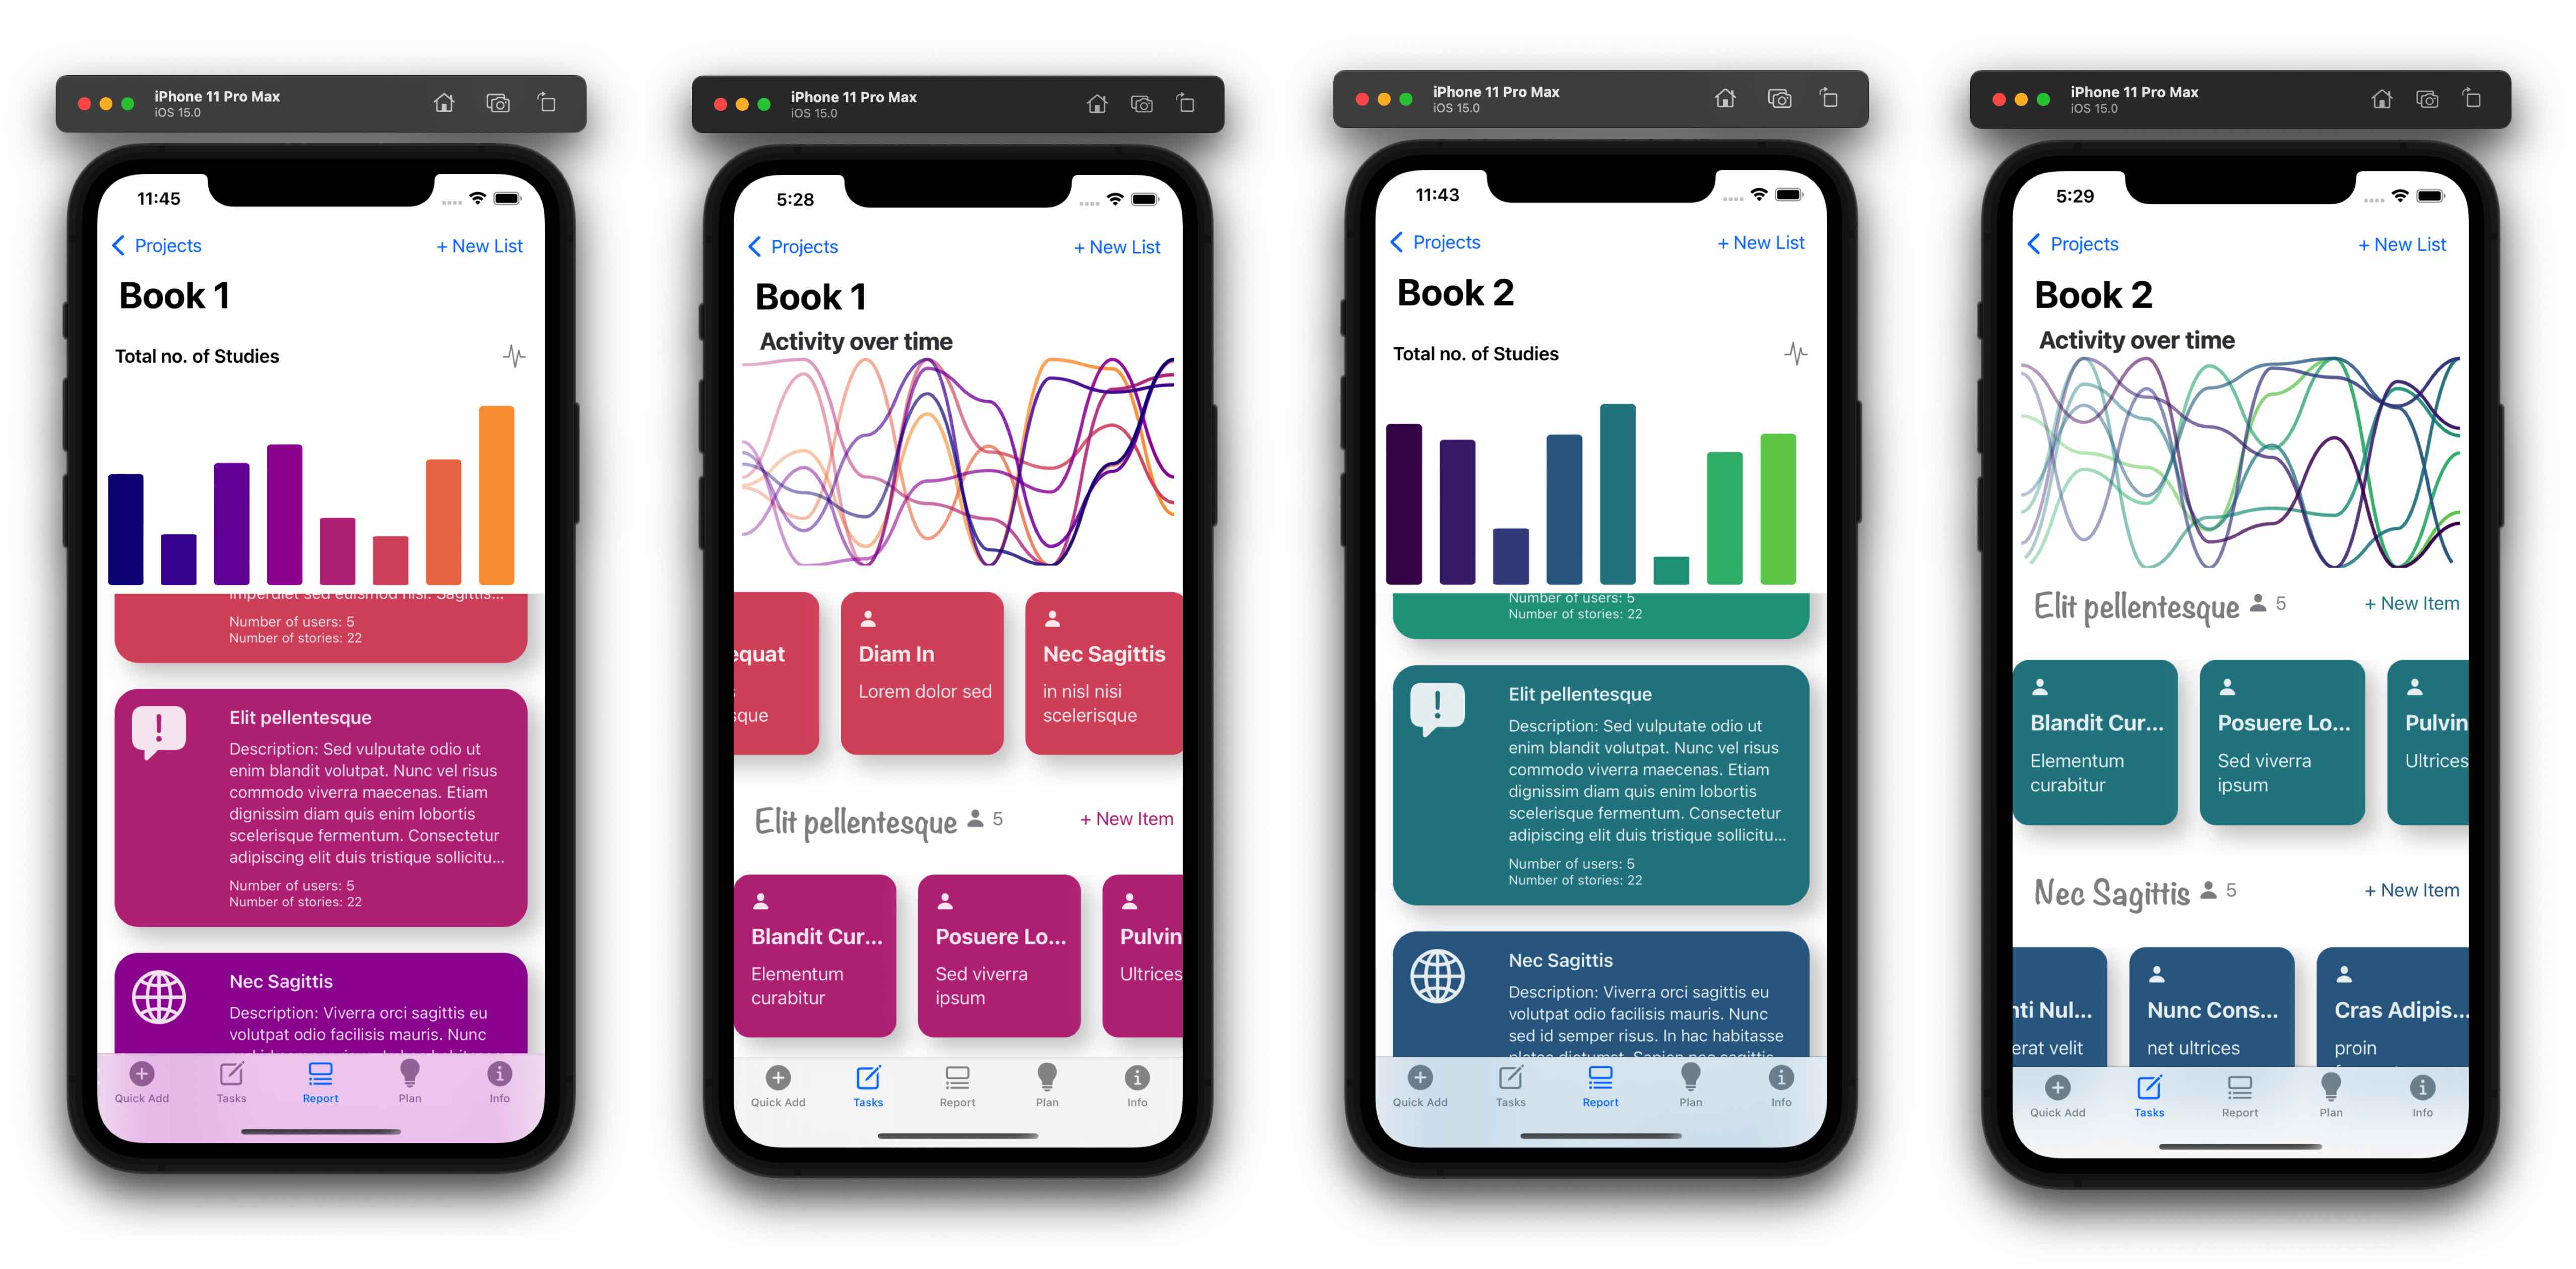 iPhone 11 Pro Max
iOS 15.0
11:45
Projects
+ New List
Book 1
Total no. of Studies
imperdiet sed euismod nisi. Sagittis...
Number of users: 5
Number of stories: 22
Elit pellentesque
Description: Sed vulputate odio ut
enim blandit volutpat. Nunc vel risus
commodo viverra maecenas. Etiam
dignissim diam quis enim lobortis
scelerisque fermentum. Consectetur
adipiscing elit duis tristique sollicitu...
Number of users: 5
Number of stories: 22
Nec Sagittis
Description: Viverra orci sagittis eu
volutpat odio facilisis mauris. Nunc
Quick Add
Tasks
Report
Plan
Info
iPhone 11 Pro Max
iOS 15.0
5:28
Projects
+ New List
Book 1
Activity over time
equat
sque
Diam In
Lorem dolor sed
Nec Sagittis
in nisl nisi
scelerisque
Elit pellentesque 5
+ New Item
Blandit Cur...
Elementum
curabitur
Posuere Lo...
Sed viverra
ipsum
Pulvin
Ultrices
Quick Add
Tasks
Report
Plan
Info
iPhone 11 Pro Max
iOS 15.0
11:43
Projects
+ New List
Book 2
Total no. of Studies
Number of users: 5
Number of stories: 22
Elit pellentesque
Description: Sed vulputate odio ut
enim blandit volutpat. Nunc vel risus
commodo viverra maecenas. Etiam
dignissim diam quis enim lobortis
scelerisque fermentum. Consectetur
adipiscing elit duis tristique sollicitu...
Number of users: 5
Number of stories: 22
Nec Sagittis
Description: Viverra orci sagittis eu
volutpat odio facilisis mauris. Nunc
sed id semper risus. In hac habitasse
platea dictumst. Sapien nec sagittis
Quick Add
Tasks
Report
Plan
Info
iPhone 11 Pro Max
iOS 15.0
5:29
Projects
+ New List
Book 2
Activity over time
Elit pellentesque 5
+ New Item
Blandit Cur...
Elementum
curabitur
Posuere Lo...
Sed viverra
ipsum
Pulvin
Ultrices
Nec Sagittis 5
+ New Item
nti Nul...
erat velit
Nunc Cons...
net ultrices
Cras Adipis...
proin
Quick Add
Tasks
Report
Plan
Info